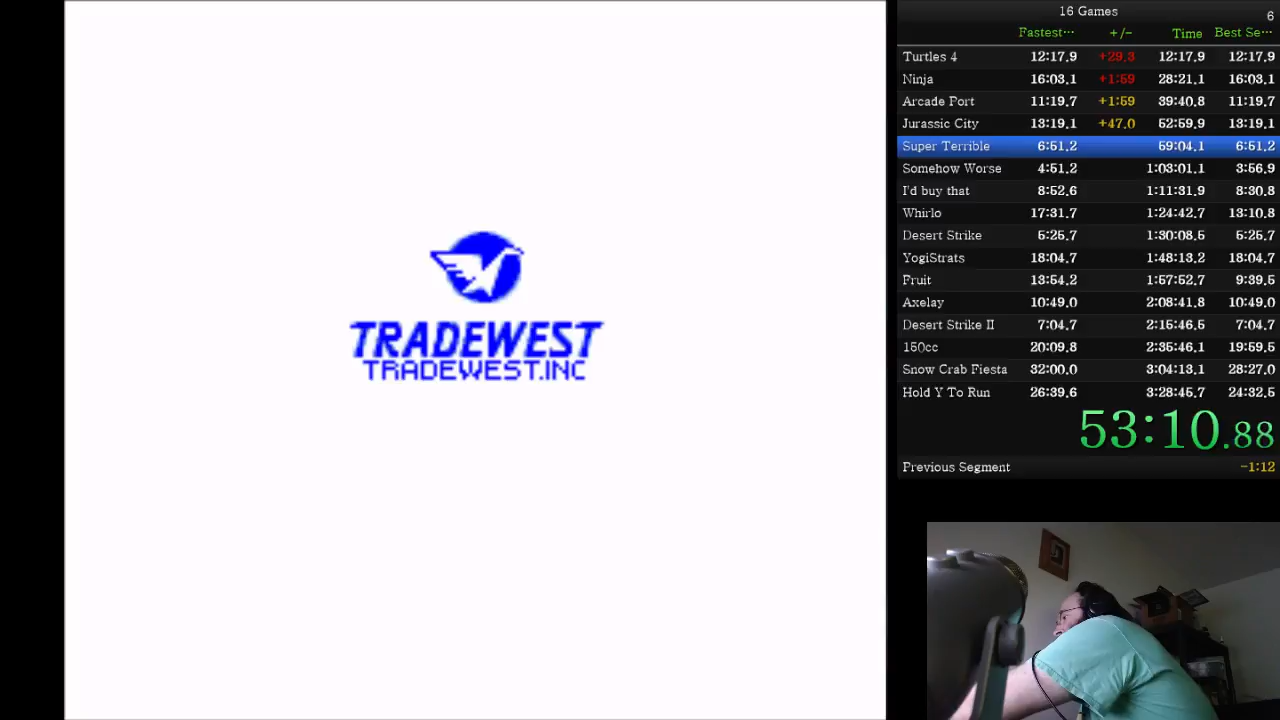 TRADEWEST
TRADEWEST.INC
16 Games
6
Fastest… +/- Time Best Se…
Turtles 4 12:17.9 +29.3 12:17.9 12:17.9
Ninja 16:03.1 +1:59 28:21.1 16:03.1
Arcade Port 11:19.7 +1:59 39:40.8 11:19.7
Jurassic City 13:19.1 +47.0 52:59.9 13:19.1
Super Terrible 6:51.2 59:04.1 6:51.2
Somehow Worse 4:51.2 1:03:01.1 3:56.9
I'd buy that 8:52.6 1:11:31.9 8:30.8
Whirlo 17:31.7 1:24:42.7 13:10.8
Desert Strike 5:25.7 1:30:08.5 5:25.7
YogiStrats 18:04.7 1:48:13.2 18:04.7
Fruit 13:54.2 1:57:52.7 9:39.5
Axelay 10:49.0 2:08:41.8 10:49.0
Desert Strike II 7:04.7 2:15:46.5 7:04.7
150cc 20:09.8 2:35:46.1 19:59.5
Snow Crab Fiesta 32:00.0 3:04:13.1 28:27.0
Hold Y To Run 26:39.6 3:28:45.7 24:32.5
53:10.88
Previous Segment -1:12